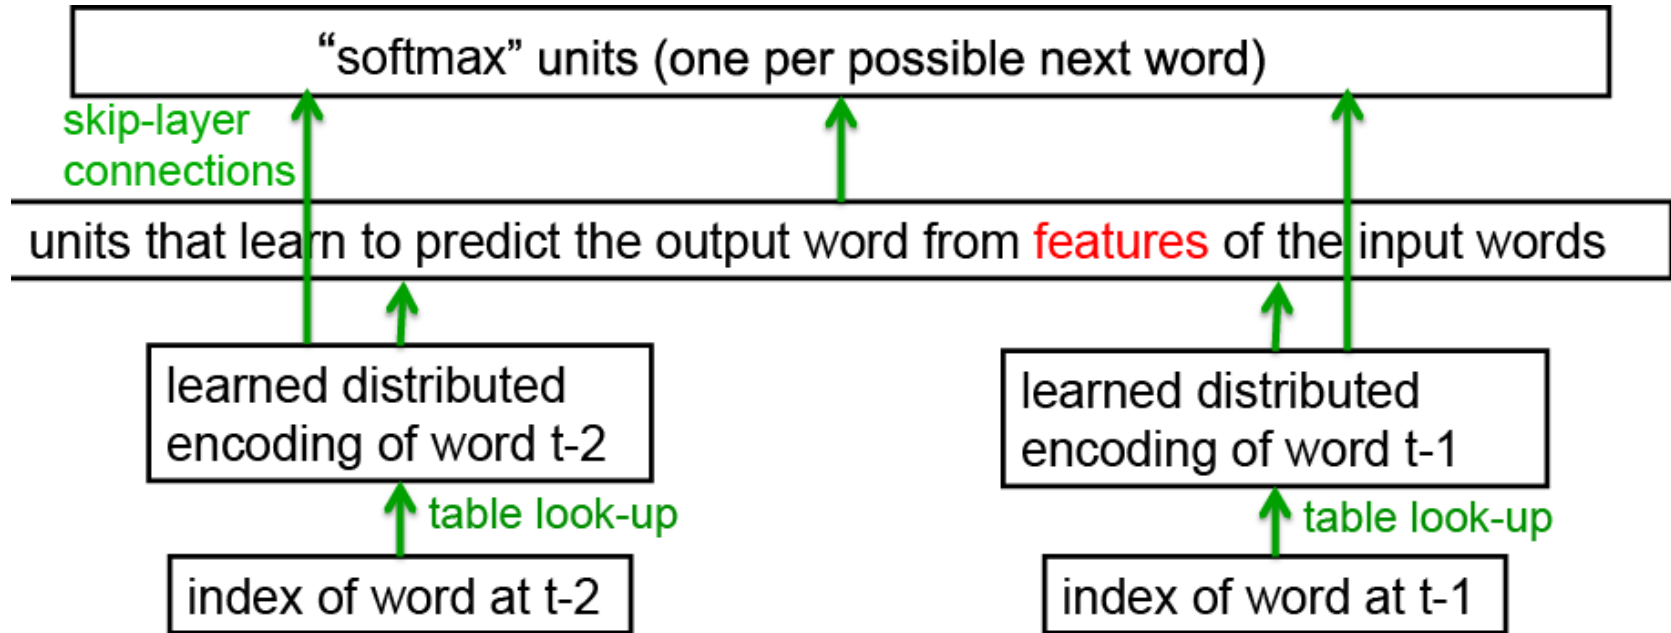 “softmax” units (one per possible next word)
skip-layer
connections
units that learn to predict the output word from features of the input words
learned distributed
encoding of word t-2
learned distributed
encoding of word t-1
table look-up
table look-up
index of word at t-2
index of word at t-1